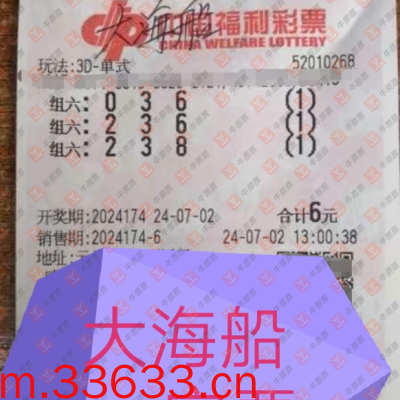 中国福利彩票
大海船
CHINA WELFARE LOTTERY
玩法:3D-单式 52010268
组六: 0 3 6 (1)
组六: 2 3 6 (1)
组六: 2 3 8 (1)
开奖期:2024174 24-07-02 合计6元
销售期:2024174-6 24-07-02 13:00:38
地址:
大海船
m.33633.cn